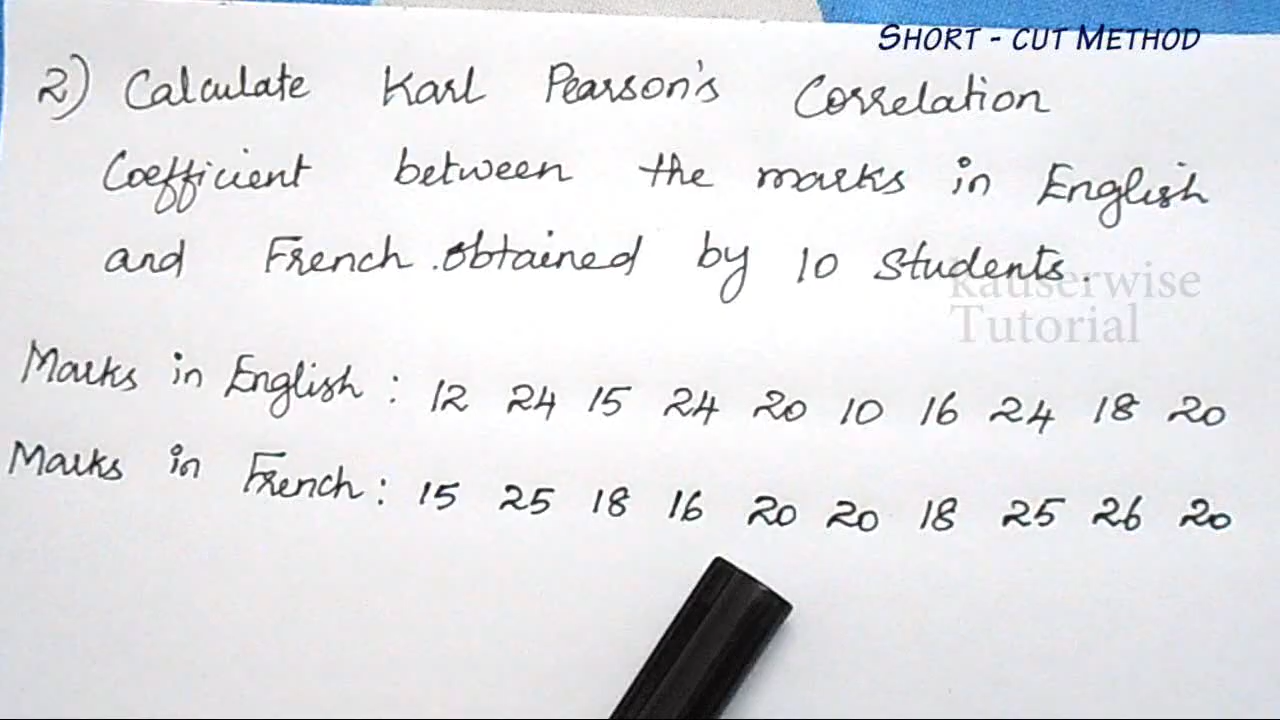 SHORT - CUT METHOD
2) Calculate Karl Pearson's Correlation
Coefficient between the marks in English
and French obtained by 10 Students.
kauserwise
Tutorial
Marks in English : 12 24 15 24 20 10 16 24 18 20
Marks in French : 15 25 18 16 20 20 18 25 26 20